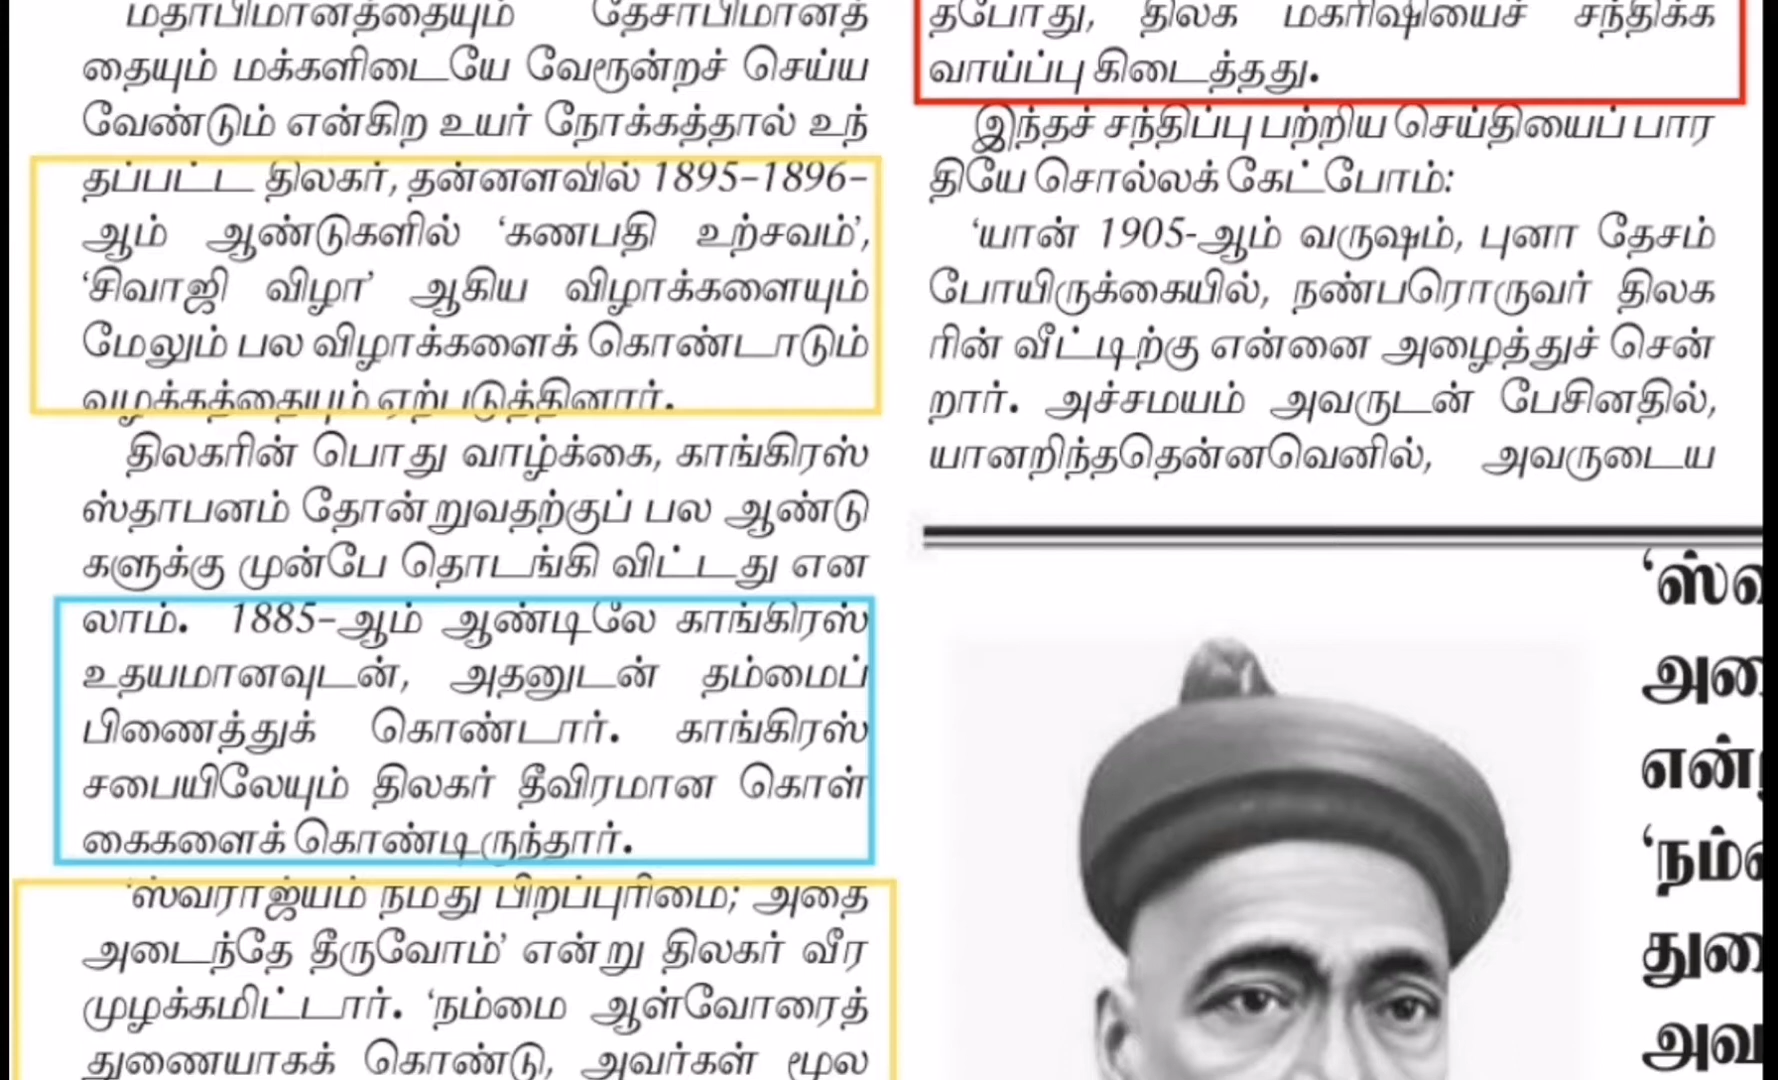 மதாபிமானத்தையும் தேசாபிமானத்
தையும் மக்களிடையே வேரூன்றச் செய்ய
வேண்டும் என்கிற உயர் நோக்கத்தால் உந்
தப்பட்ட திலகர், தன்னளவில் 1895-1896-
ஆம் ஆண்டுகளில் ‘கணபதி உற்சவம்’,
‘சிவாஜி விழா’ ஆகிய விழாக்களையும்
மேலும் பல விழாக்களைக் கொண்டாடும்
வழக்கத்தையும் ஏற்படுத்தினார்.
திலகரின் பொது வாழ்க்கை, காங்கிரஸ்
ஸ்தாபனம் தோன்றுவதற்குப் பல ஆண்டு
களுக்கு முன்பே தொடங்கி விட்டது என
லாம். 1885-ஆம் ஆண்டிலே காங்கிரஸ்
உதயமானவுடன், அதனுடன் தம்மைப்
பிணைத்துக் கொண்டார். காங்கிரஸ்
சபையிலேயும் திலகர் தீவிரமான கொள்
கைகளைக் கொண்டிருந்தார்.
‘ஸ்வராஜ்யம் நமது பிறப்புரிமை; அதை
அடைந்தே தீருவோம்’ என்று திலகர் வீர
முழக்கமிட்டார். ‘நம்மை ஆள்வோரைத்
துணையாகக் கொண்டு, அவர்கள் மூல
தபோது, திலக மகரிஷியைச் சந்திக்க
வாய்ப்பு கிடைத்தது.
இந்தச் சந்திப்பு பற்றிய செய்தியைப் பார
தியே சொல்லக் கேட்போம்:
‘யான் 1905-ஆம் வருஷம், புனா தேசம்
போயிருக்கையில், நண்பரொருவர் திலக
ரின் வீட்டிற்கு என்னை அழைத்துச் சென்
றார். அச்சமயம் அவருடன் பேசினதில்,
யானறிந்ததென்னவெனில், அவருடைய